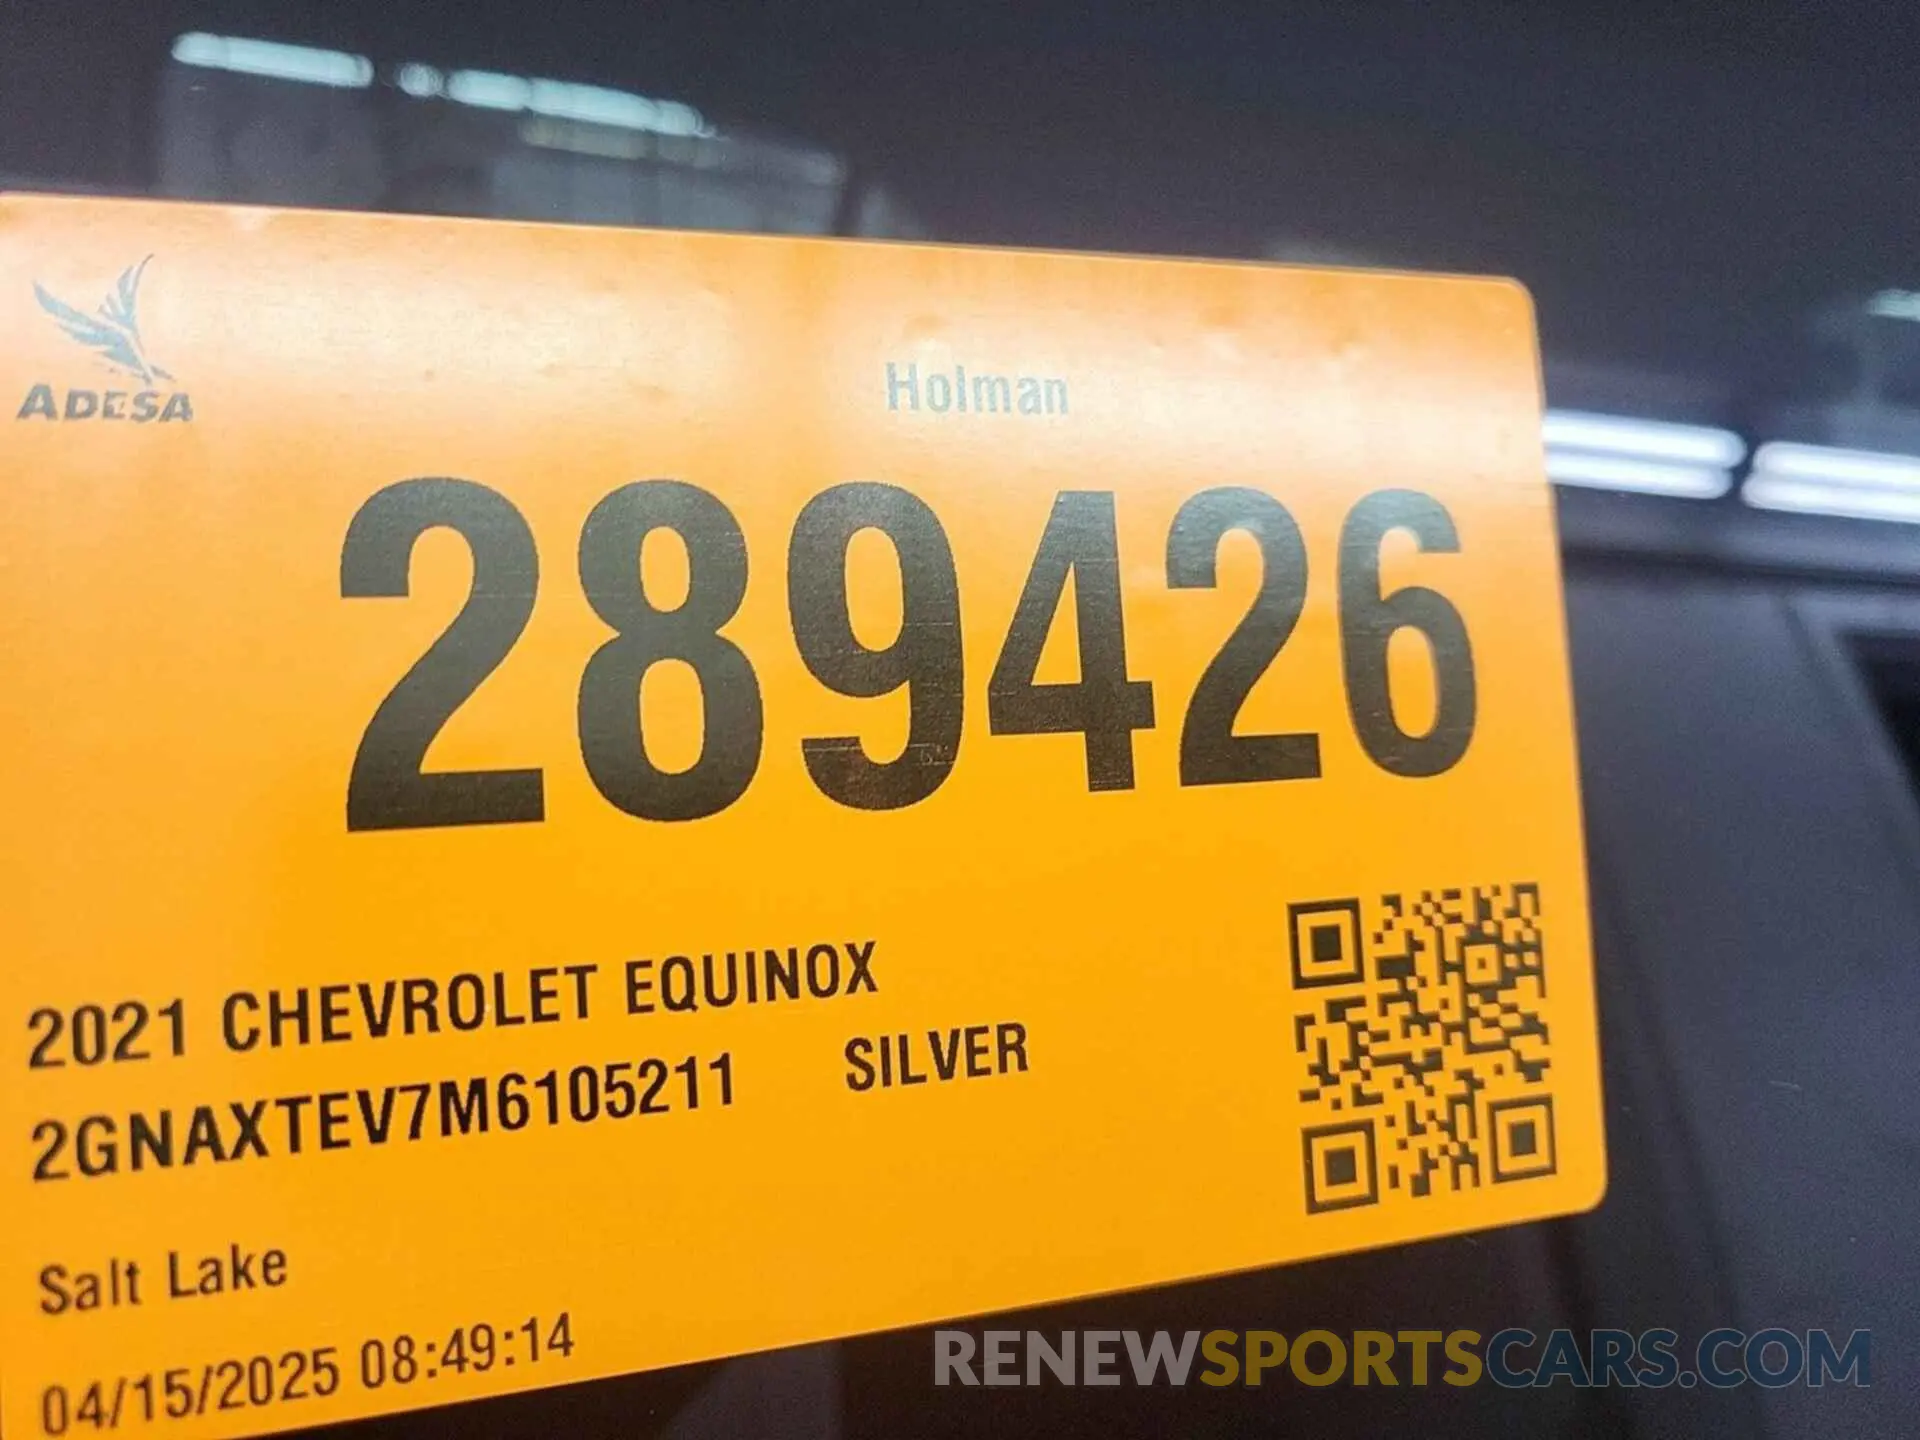 ADESA
Holman
289426
2021 CHEVROLET EQUINOX
2GNAXTEV7M6105211 SILVER
Salt Lake
04/15/2025 08:49:14
RENEWSPORTSCARS.COM